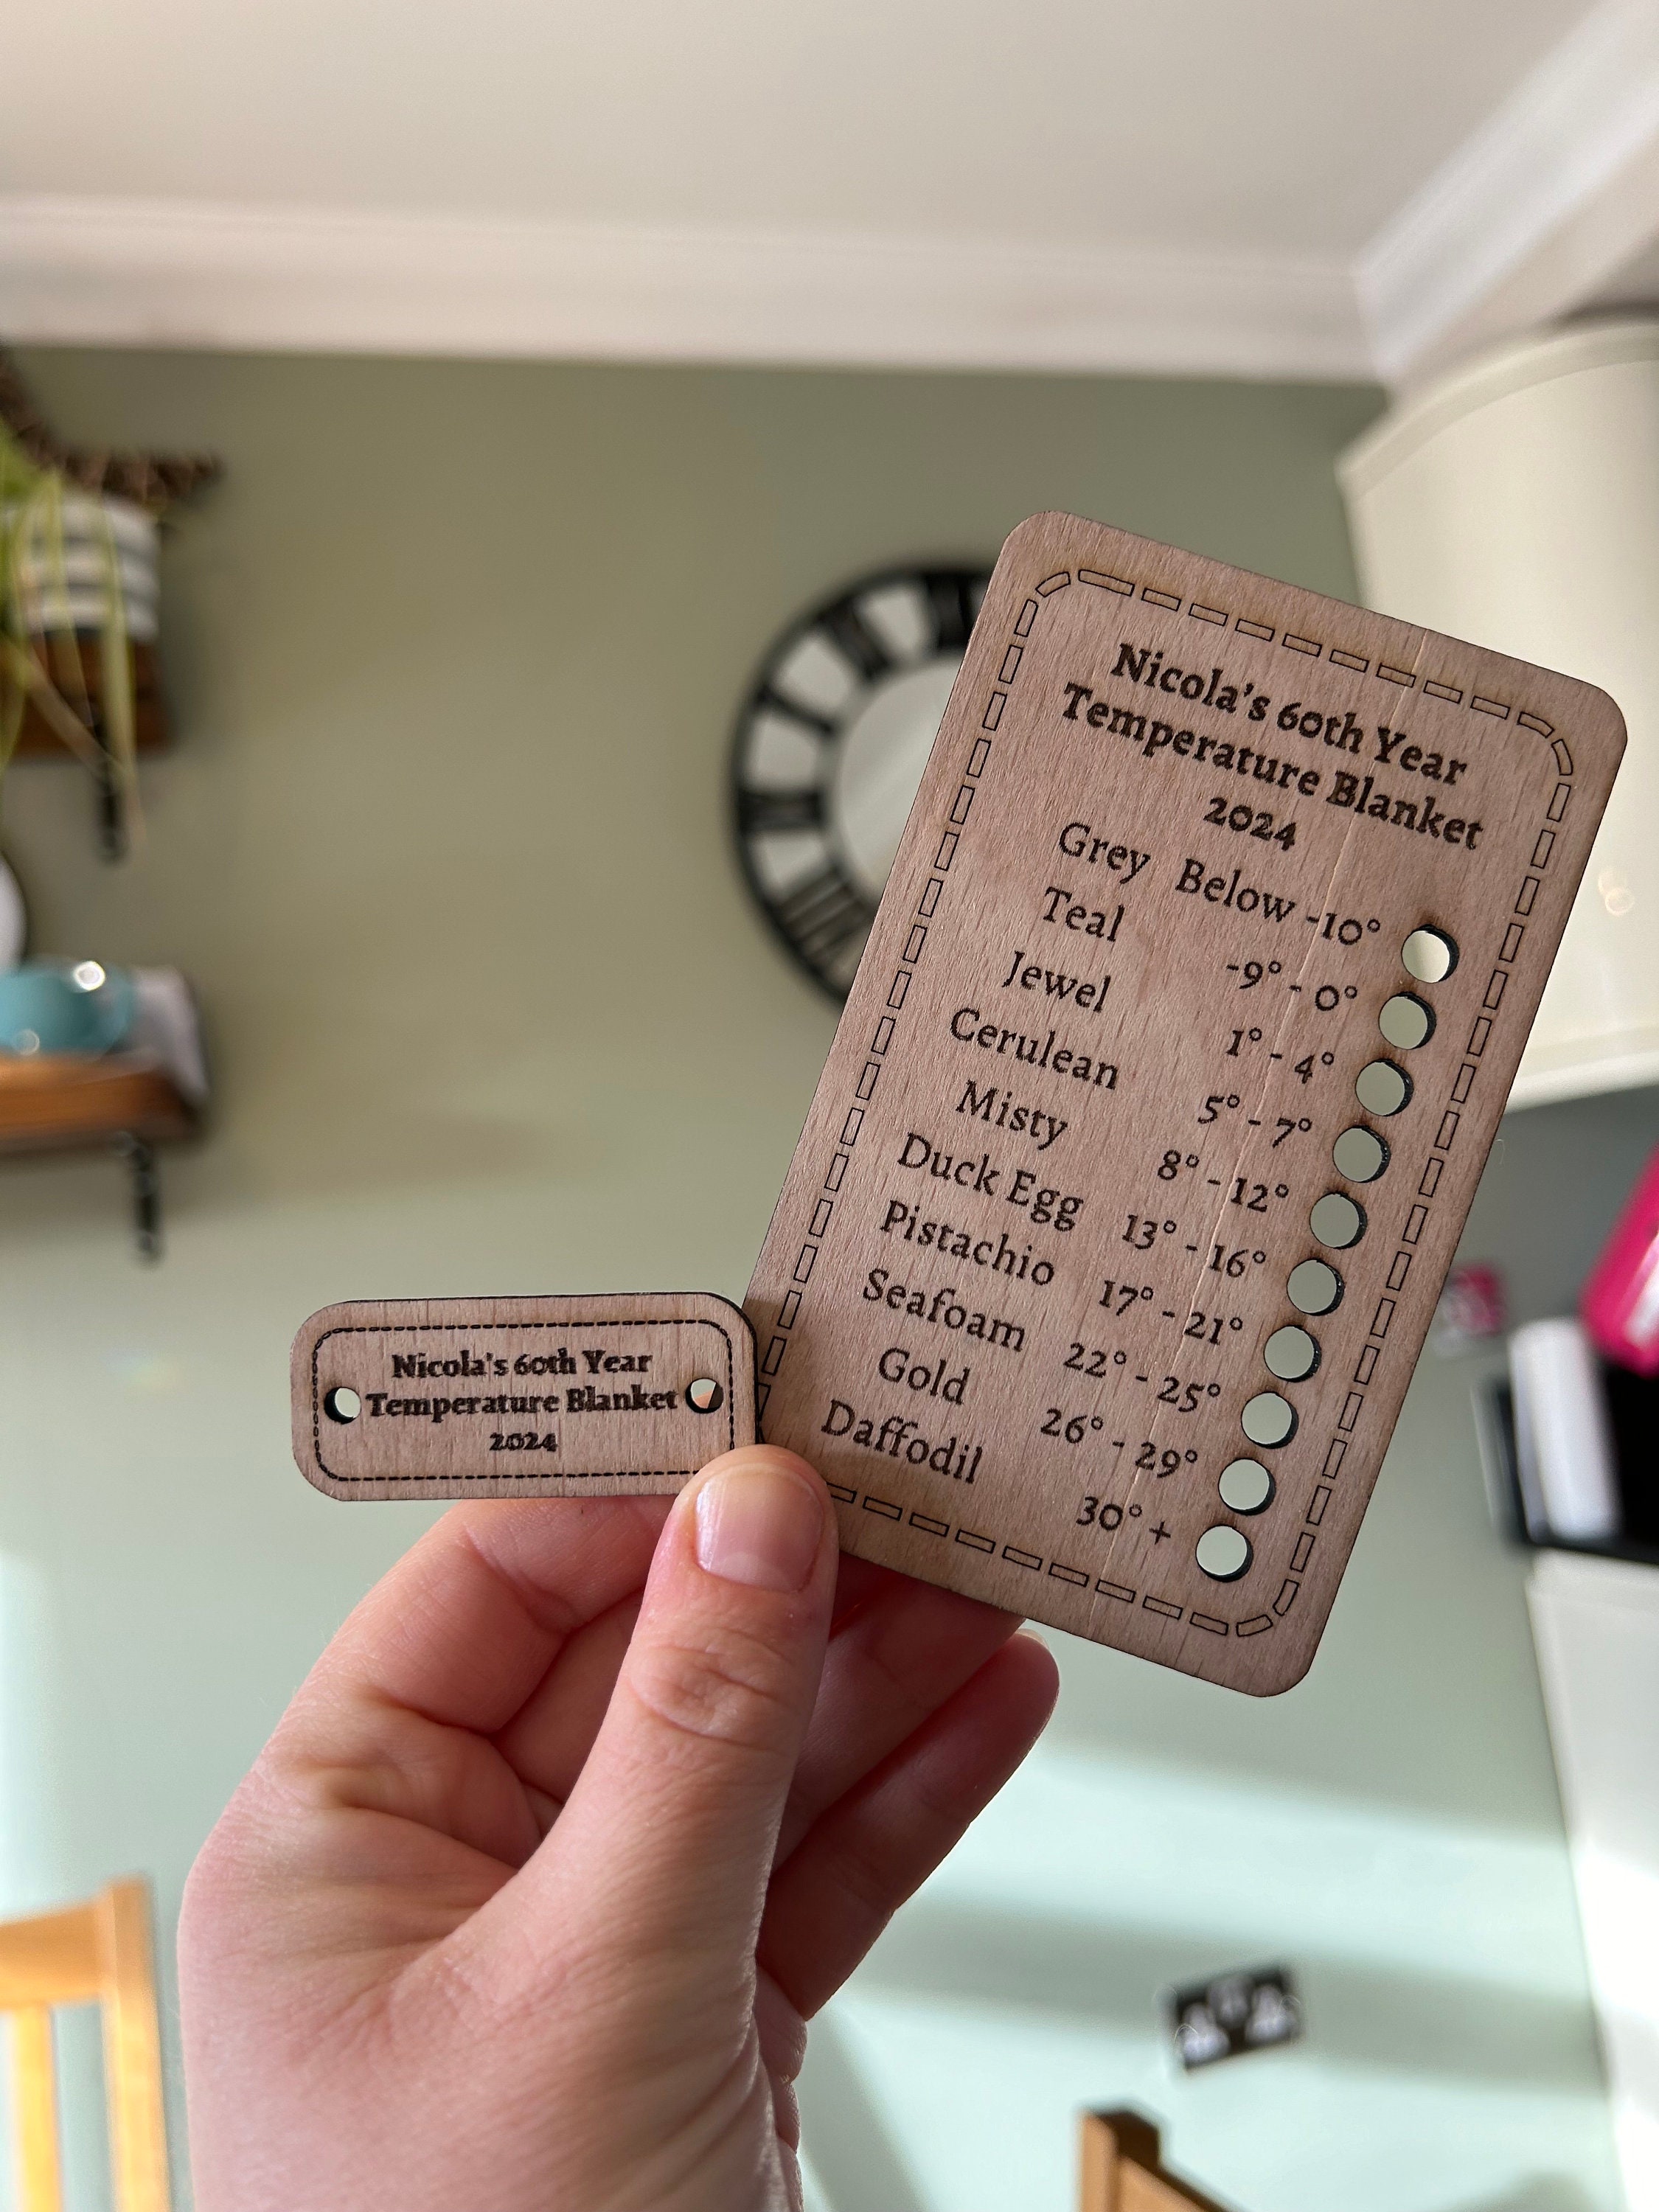 Nicola's 60th Year
Temperature Blanket
2024
Grey Below -10°
Teal -9° - 0°
Jewel 1° - 4°
Cerulean 5° - 7°
Misty 8° - 12°
Duck Egg 13° - 16°
Pistachio 17° - 21°
Seafoam 22° - 25°
Gold 26° - 29°
Daffodil 30° +
Nicola's 60th Year
Temperature Blanket
2024